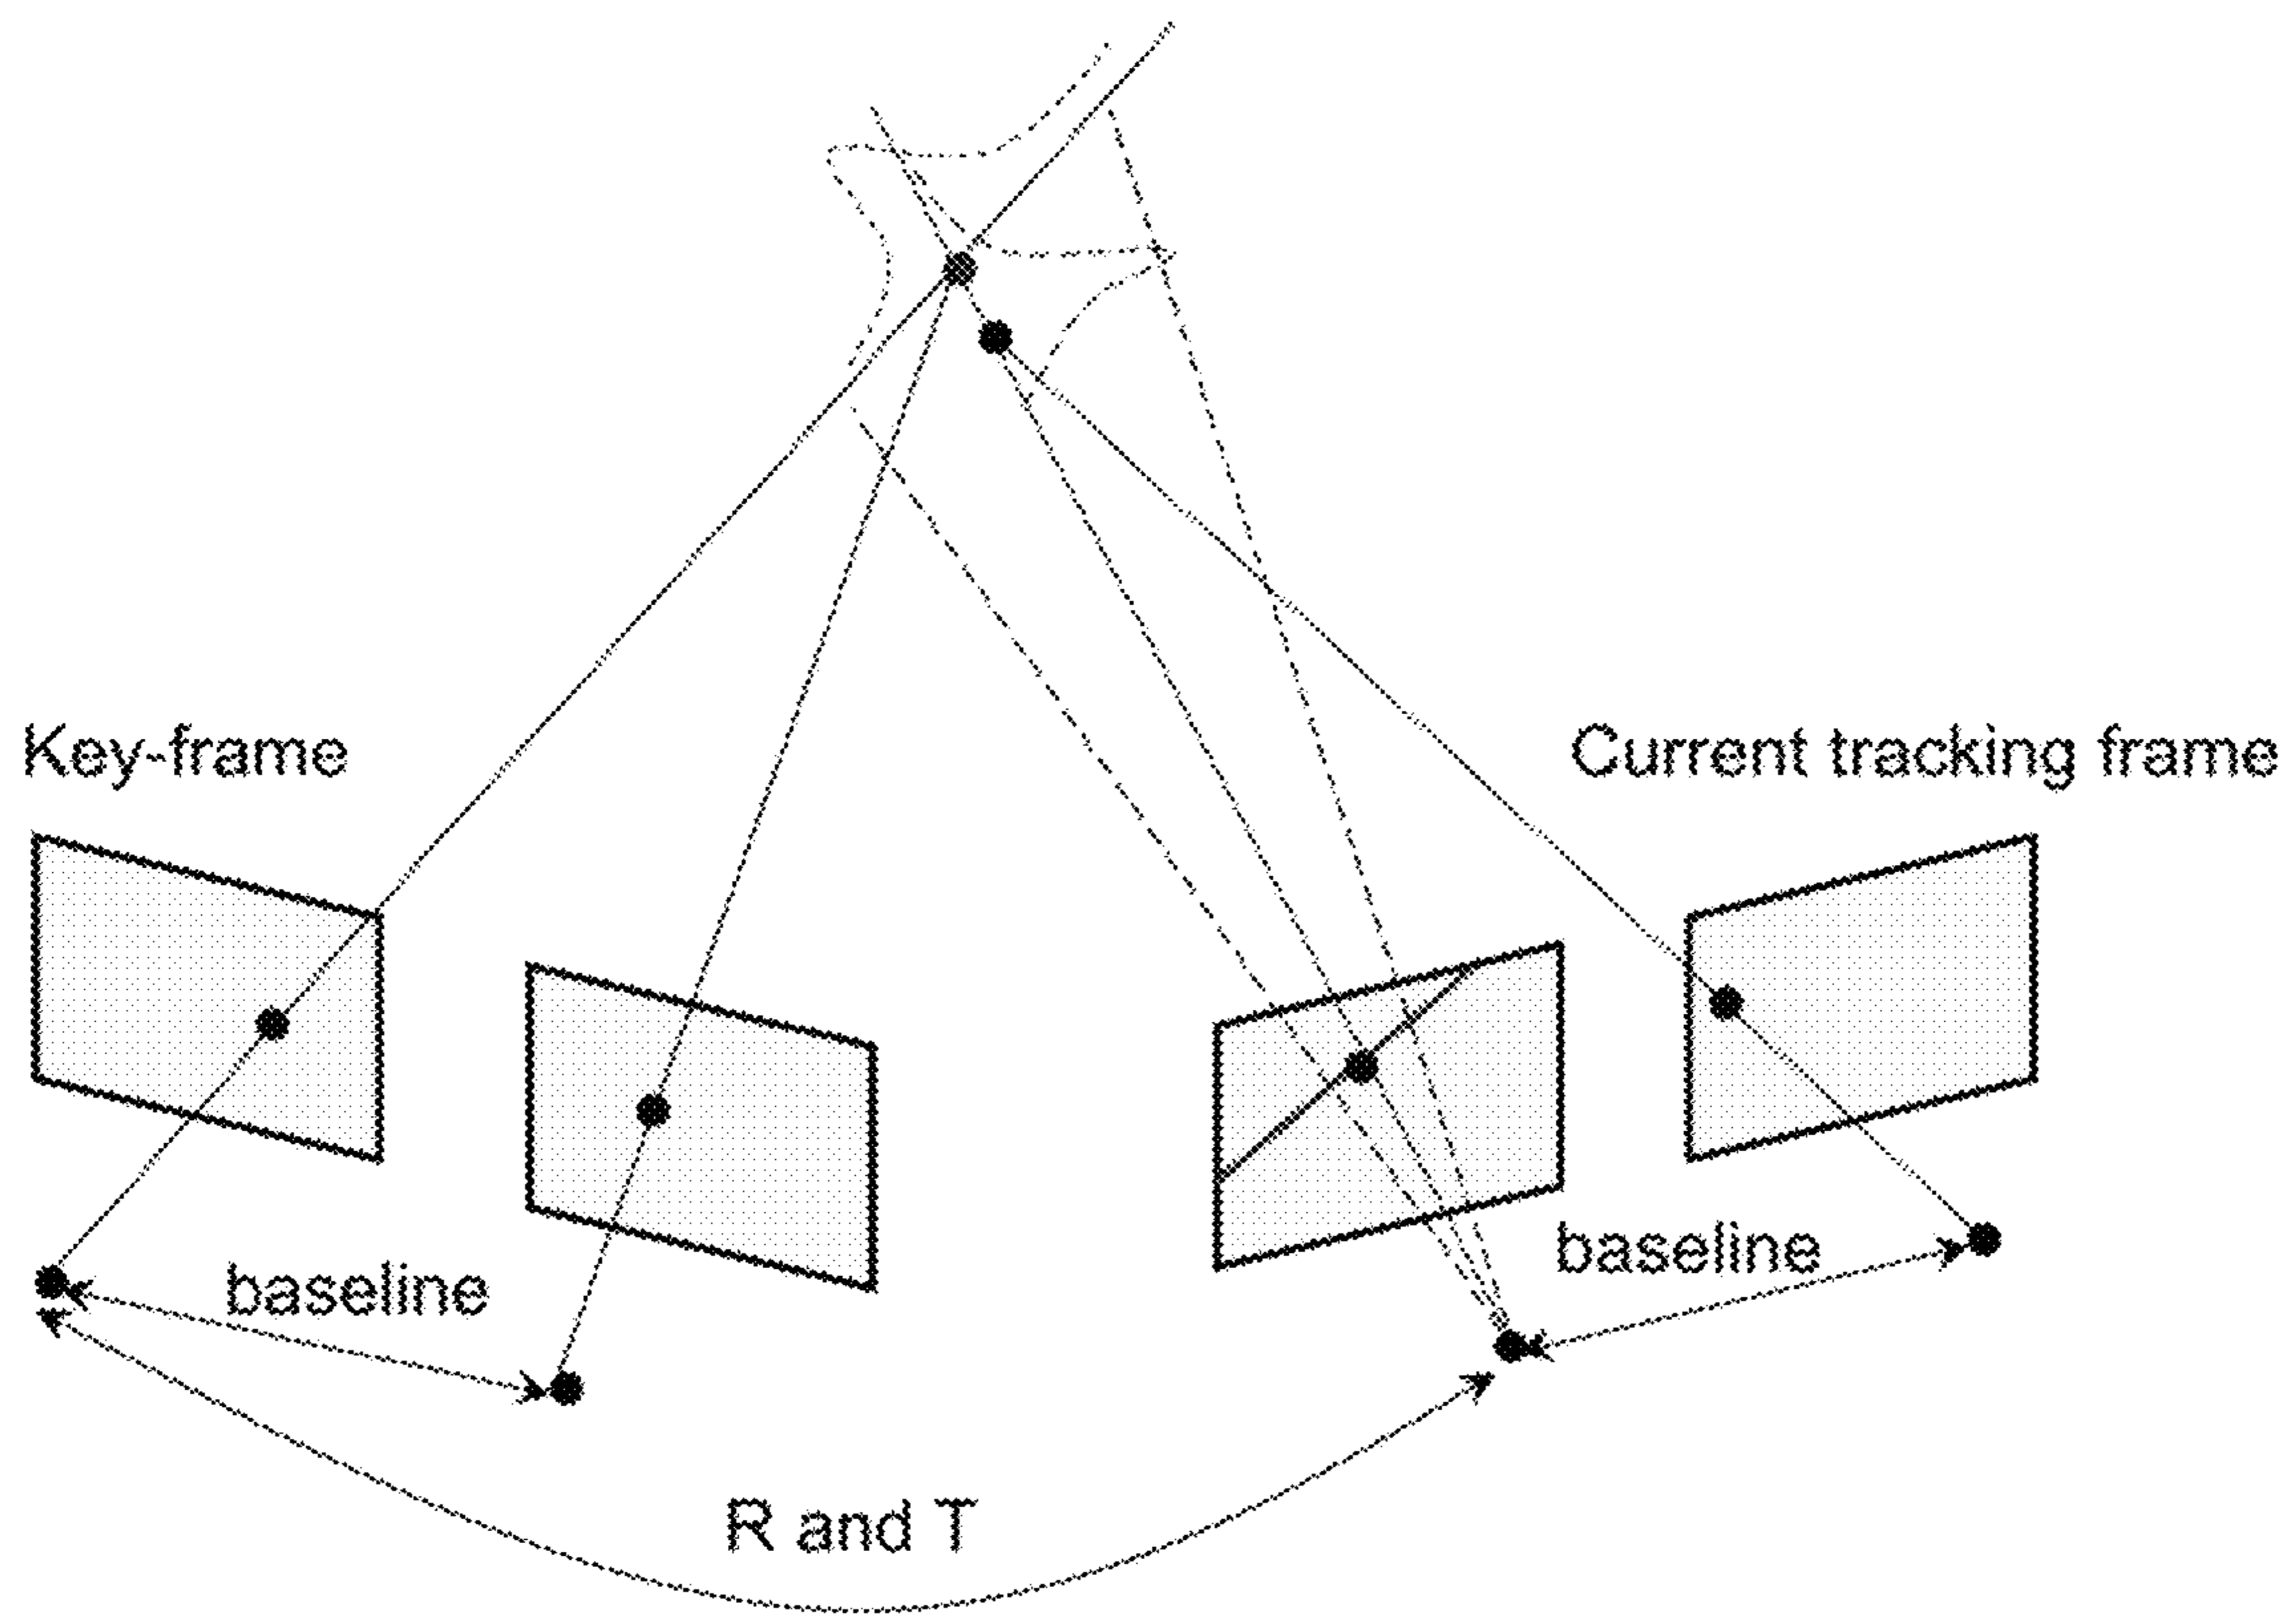 Key-frame
Current tracking frame
baseline
baseline
R and T